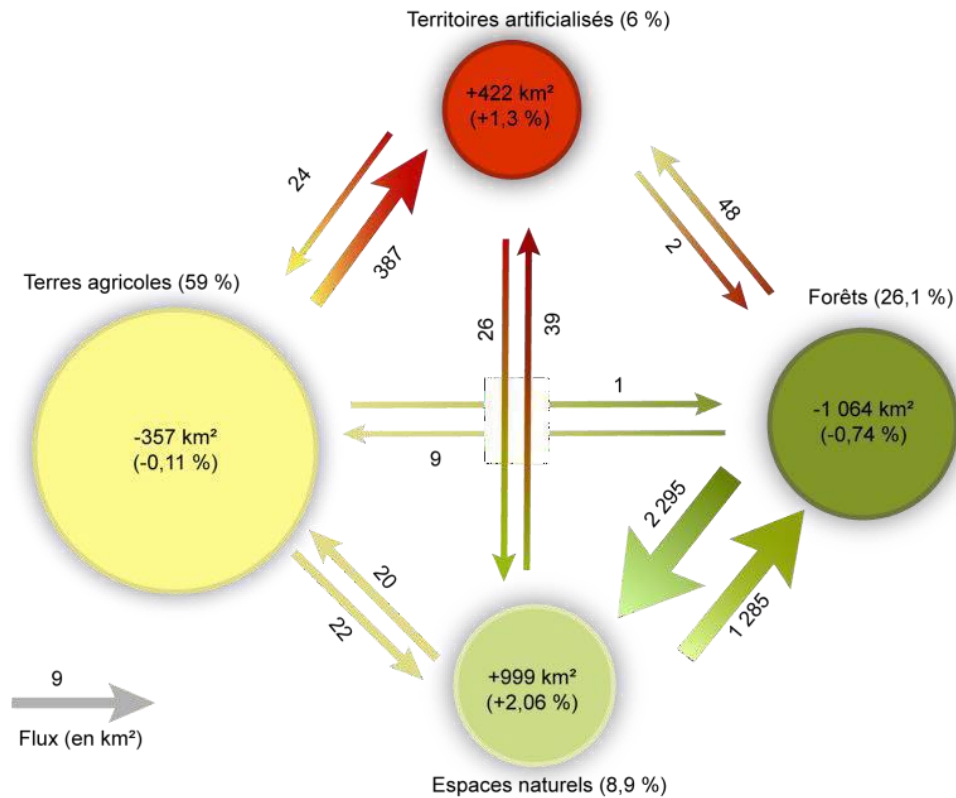 Territoires artificialisés (6 %)
+422 km²
(+1,3 %)
24
387
48
2
Terres agricoles (59 %)
Forêts (26,1 %)
26
39
1
-357 km²
(-0,11 %)
-1 064 km²
(-0,74 %)
9
2 295
1 285
20
22
+999 km²
(+2,06 %)
9
Flux (en km²)
Espaces naturels (8,9 %)